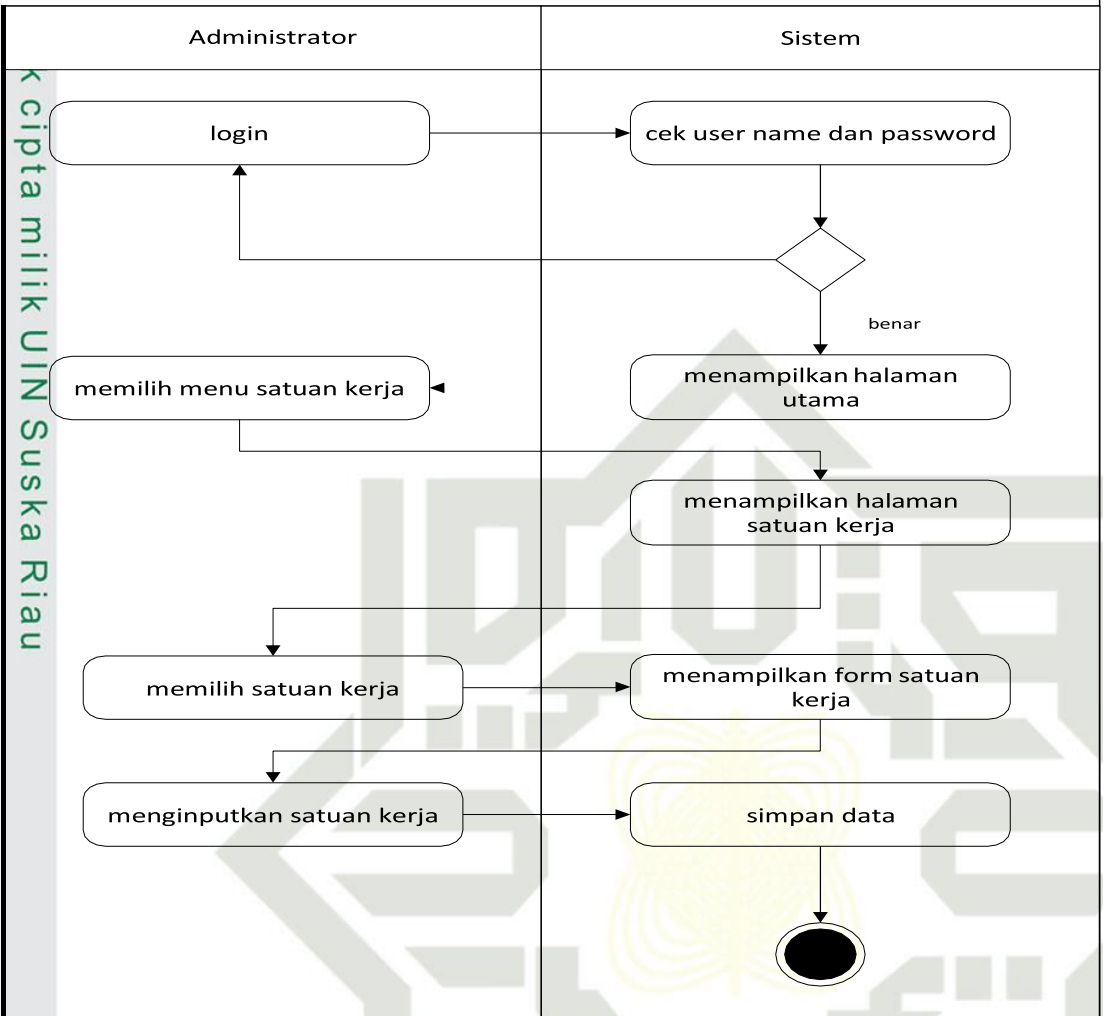 Administrator
Sistem
login
cek user name dan password
benar
memilih menu satuan kerja
menampilkan halaman
utama
menampilkan halaman
satuan kerja
memilih satuan kerja
menampilkan form satuan
kerja
menginputkan satuan kerja
simpan data
k cipta milik UIN Suska Riau